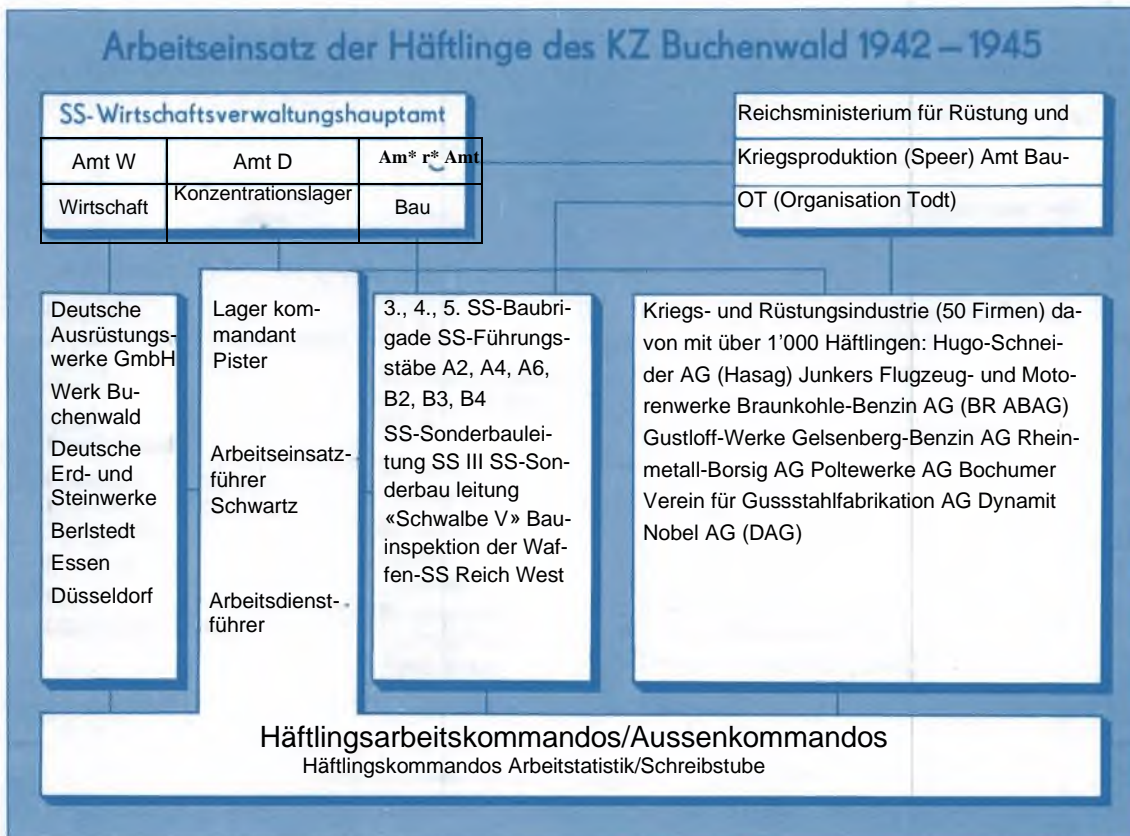 Arbeitseinsatz der Häftlinge des KZ Buchenwald 1942–1945
SS-Wirtschaftsverwaltungshauptamt
Amt W
Amt D
Am* r* Amt
Wirtschaft
Konzentrationslager
Bau
Reichsministerium für Rüstung und
Kriegsproduktion (Speer) Amt Bau-
OT (Organisation Todt)
Deutsche
Ausrüstungs-
werke GmbH
Werk Bu-
chenwald
Deutsche
Erd- und
Steinwerke
Berlstedt
Essen
Düsseldorf
Lager kom-
mandant
Pister
Arbeitseinsatz-
führer
Schwartz
Arbeitsdienst-
führer
3., 4., 5. SS-Baubri-
gade SS-Führungs-
stäbe A2, A4, A6,
B2, B3, B4
SS-Sonderbaulei-
tung SS III SS-Son-
derbau leitung
«Schwalbe V» Bau-
inspektion der Waf-
fen-SS Reich West
Kriegs- und Rüstungsindustrie (50 Firmen) da-
von mit über 1’000 Häftlingen: Hugo-Schnei-
der AG (Hasag) Junkers Flugzeug- und Moto-
renwerke Braunkohle-Benzin AG (BR ABAG)
Gustloff-Werke Gelsenberg-Benzin AG Rhein-
metall-Borsig AG Poltewerke AG Bochumer
Verein für Gussstahlfabrikation AG Dynamit
Nobel AG (DAG)
Häftlingsarbeitskommandos/Aussenkommandos
Häftlingskommandos Arbeitstatistik/Schreibstube